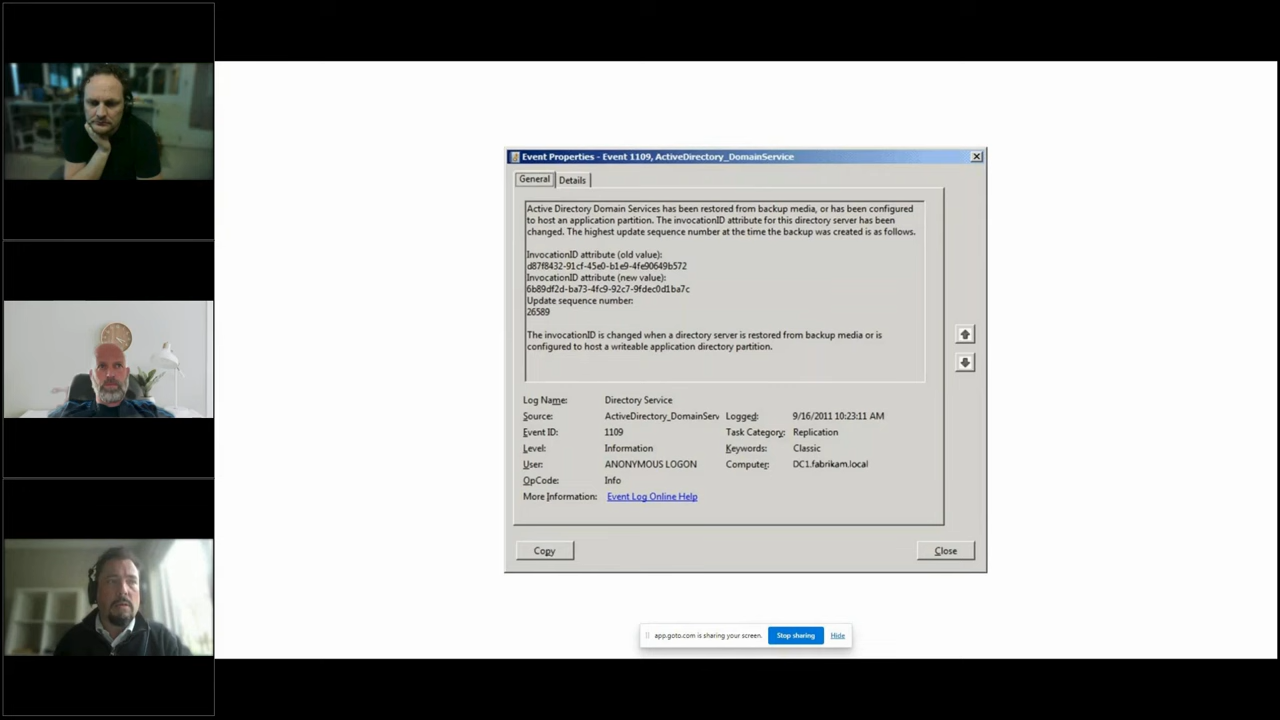 Event Properties - Event 1109, ActiveDirectory_DomainService
General
Details
Active Directory Domain Services has been restored from backup media, or has been configured
to host an application partition. The invocationID attribute for this directory server has been
changed. The highest update sequence number at the time the backup was created is as follows.
InvocationID attribute (old value):
d87f8432-91cf-45e0-b1e9-4fe90649b572
InvocationID attribute (new value):
6b89df2d-ba73-4fc9-92c7-9fdec0d1ba7c
Update sequence number:
26589
The invocationID is changed when a directory server is restored from backup media or is
configured to host a writeable application directory partition.
Log Name: Directory Service
Source: ActiveDirectory_DomainServ Logged: 9/16/2011 10:23:11 AM
Event ID: 1109 Task Category: Replication
Level: Information Keywords: Classic
User: ANONYMOUS LOGON Computer: DC1.fabrikam.local
OpCode: Info
More Information: Event Log Online Help
Copy Close
app.goto.com is sharing your screen. Stop sharing Hide